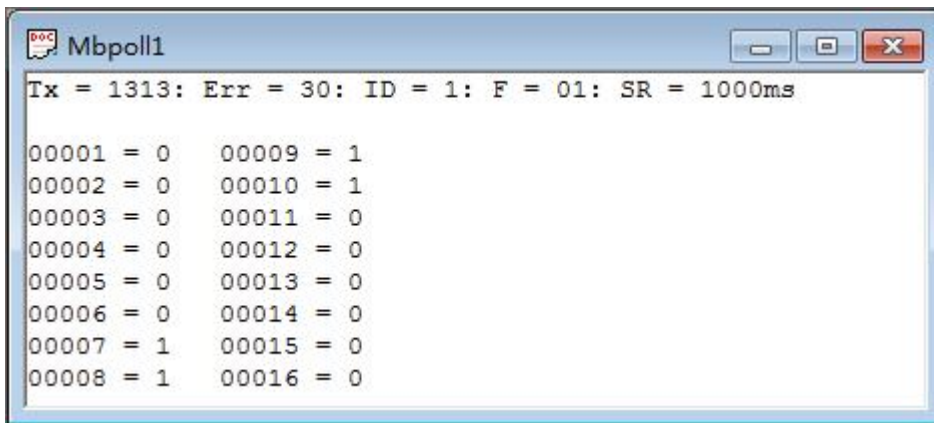 DOC Mbpoll1
Tx = 1313: Err = 30: ID = 1: F = 01: SR = 1000ms
00001 = 0 00009 = 1
00002 = 0 00010 = 1
00003 = 0 00011 = 0
00004 = 0 00012 = 0
00005 = 0 00013 = 0
00006 = 0 00014 = 0
00007 = 1 00015 = 0
00008 = 1 00016 = 0